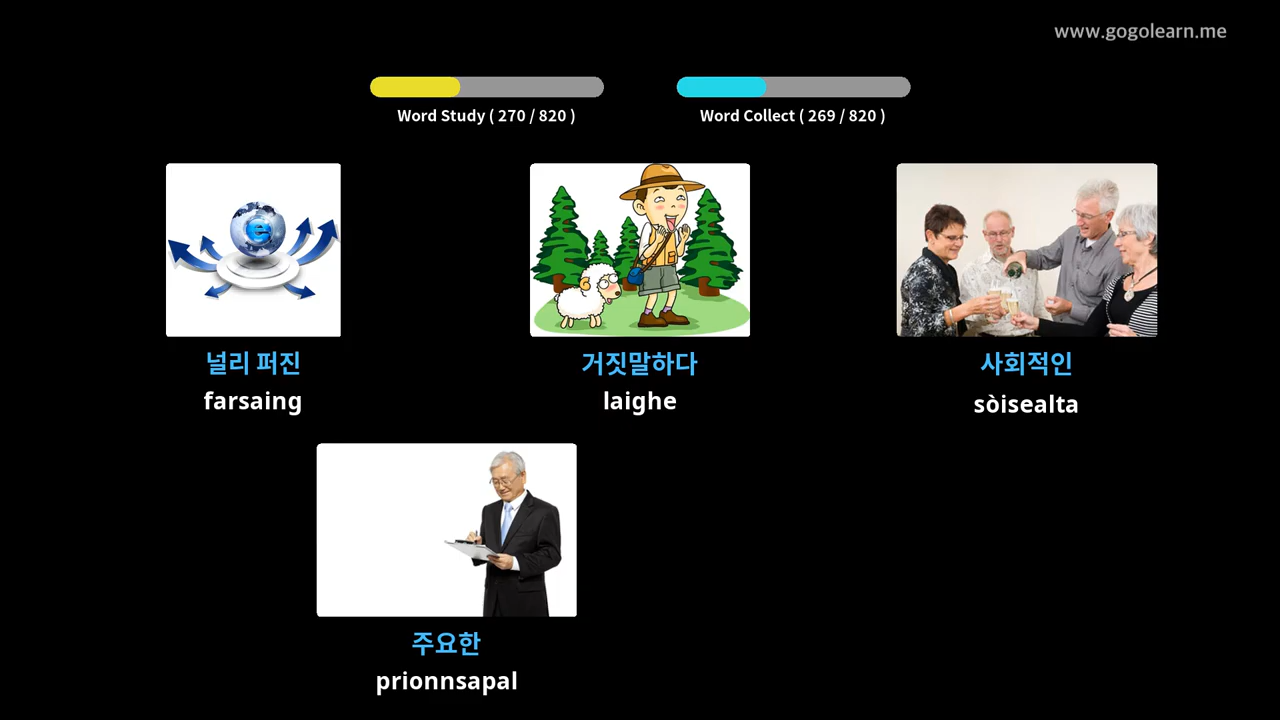 www.gogolearn.me
Word Study ( 270 / 820 )
Word Collect ( 269 / 820 )
e
널리 퍼진
farsaing
거짓말하다
laighe
사회적인
sòisealta
주요한
prionnsapal